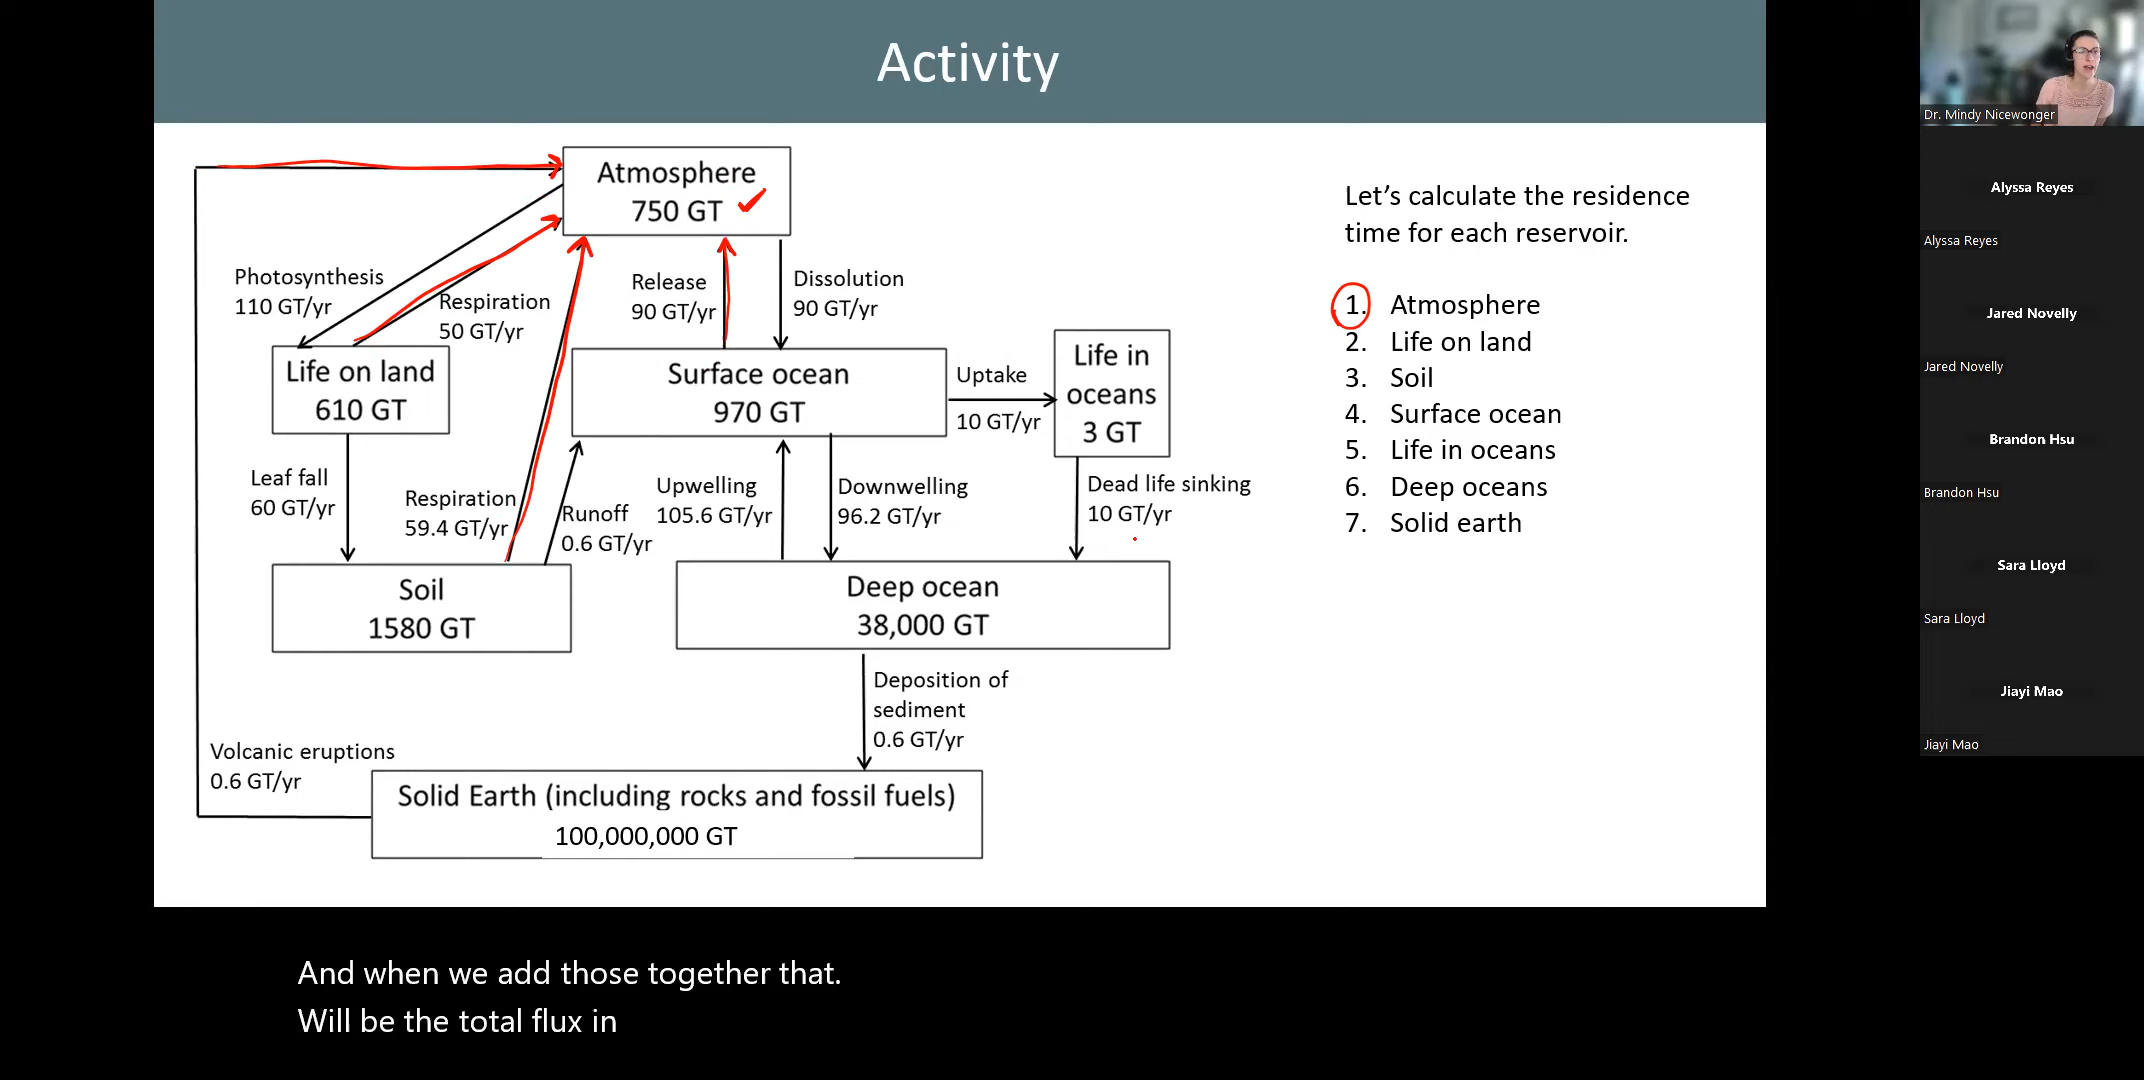 Activity
Atmosphere
750 GT
Photosynthesis
110 GT/yr
Respiration
50 GT/yr
Release
90 GT/yr
Dissolution
90 GT/yr
Life on land
610 GT
Surface ocean
970 GT
Uptake
10 GT/yr
Life in
oceans
3 GT
Leaf fall
60 GT/yr
Respiration
59.4 GT/yr
Runoff
0.6 GT/yr
Upwelling
105.6 GT/yr
Downwelling
96.2 GT/yr
Dead life sinking
10 GT/yr
Soil
1580 GT
Deep ocean
38,000 GT
Deposition of
sediment
0.6 GT/yr
Volcanic eruptions
0.6 GT/yr
Solid Earth (including rocks and fossil fuels)
100,000,000 GT
Let’s calculate the residence
time for each reservoir.
1. Atmosphere
2. Life on land
3. Soil
4. Surface ocean
5. Life in oceans
6. Deep oceans
7. Solid earth
And when we add those together that.
Will be the total flux in
Dr. Mindy Nicewonger
Alyssa Reyes
Alyssa Reyes
Jared Novelly
Jared Novelly
Brandon Hsu
Brandon Hsu
Sara Lloyd
Sara Lloyd
Jiayi Mao
Jiayi Mao